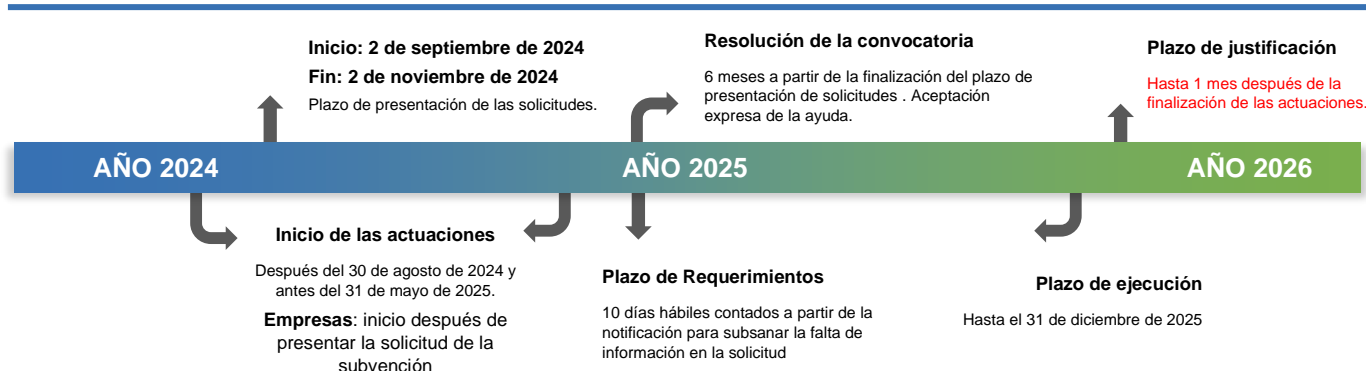 Inicio: 2 de septiembre de 2024
Fin: 2 de noviembre de 2024
Plazo de presentación de las solicitudes.
Resolución de la convocatoria
6 meses a partir de la finalización del plazo de
presentación de solicitudes . Aceptación
expresa de la ayuda.
Plazo de justificación
Hasta 1 mes después de la
finalización de las actuaciones.
AÑO 2024
AÑO 2025
AÑO 2026
Inicio de las actuaciones
Después del 30 de agosto de 2024 y
antes del 31 de mayo de 2025.
Empresas: inicio después de
presentar la solicitud de la
subvención
Plazo de Requerimientos
10 días hábiles contados a partir de la
notificación para subsanar la falta de
información en la solicitud
Plazo de ejecución
Hasta el 31 de diciembre de 2025